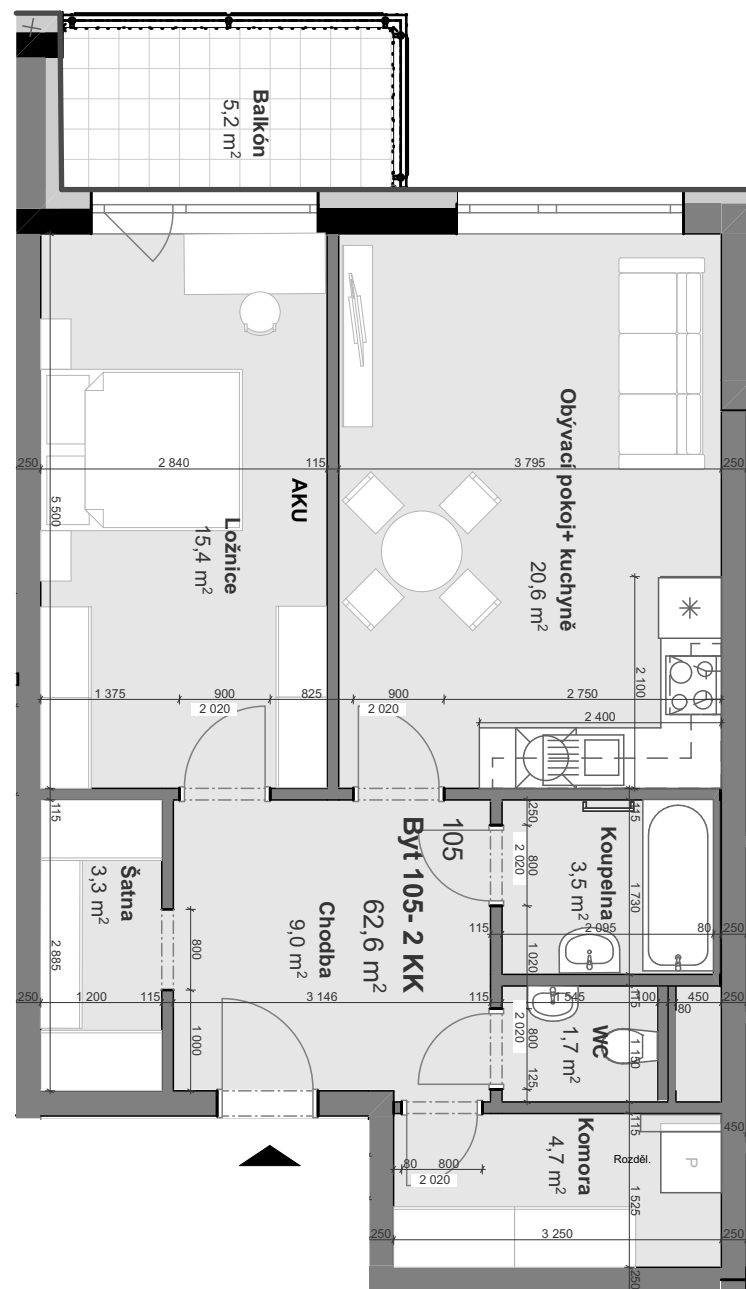 Balkón
5,2 m²
250
2 840
115
3 795
250
5 500
AKU
Ložnice
15,4 m²
Obývací pokoj+ kuchyně
20,6 m²
2 100
1 375
900
825
900
2 750
2 020
2 020
2 400
115
250
115
105
Byt 105- 2 KK
62,6 m²
Koupelna
3,5 m²
800
2 020
1 730
Šatna
3,3 m²
Chodba
9,0 m²
115
2 095
80
250
2 885
800
1 020
250
1 200
115
3 146
115
1 545
100
450
250
115
80
1 000
2 020
800
WC
1,7 m²
1 150
125
Komora
4,7 m²
115
450
Rozděl.
P
80
800
2 020
1 525
250
3 250
250
250